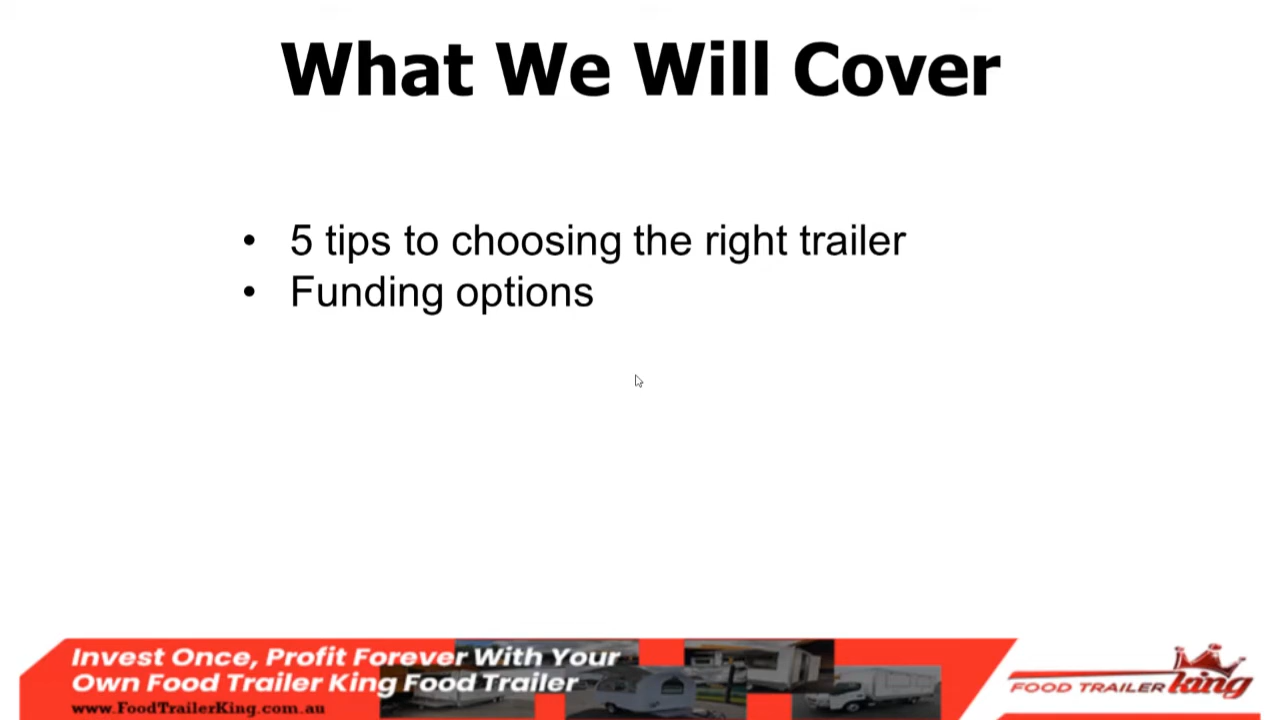 What We Will Cover
• 5 tips to choosing the right trailer
• Funding options
Invest Once, Profit Forever With Your
Own Food Trailer King Food Trailer
www.FoodTrailerKing.com.au
FOOD TRAILER king